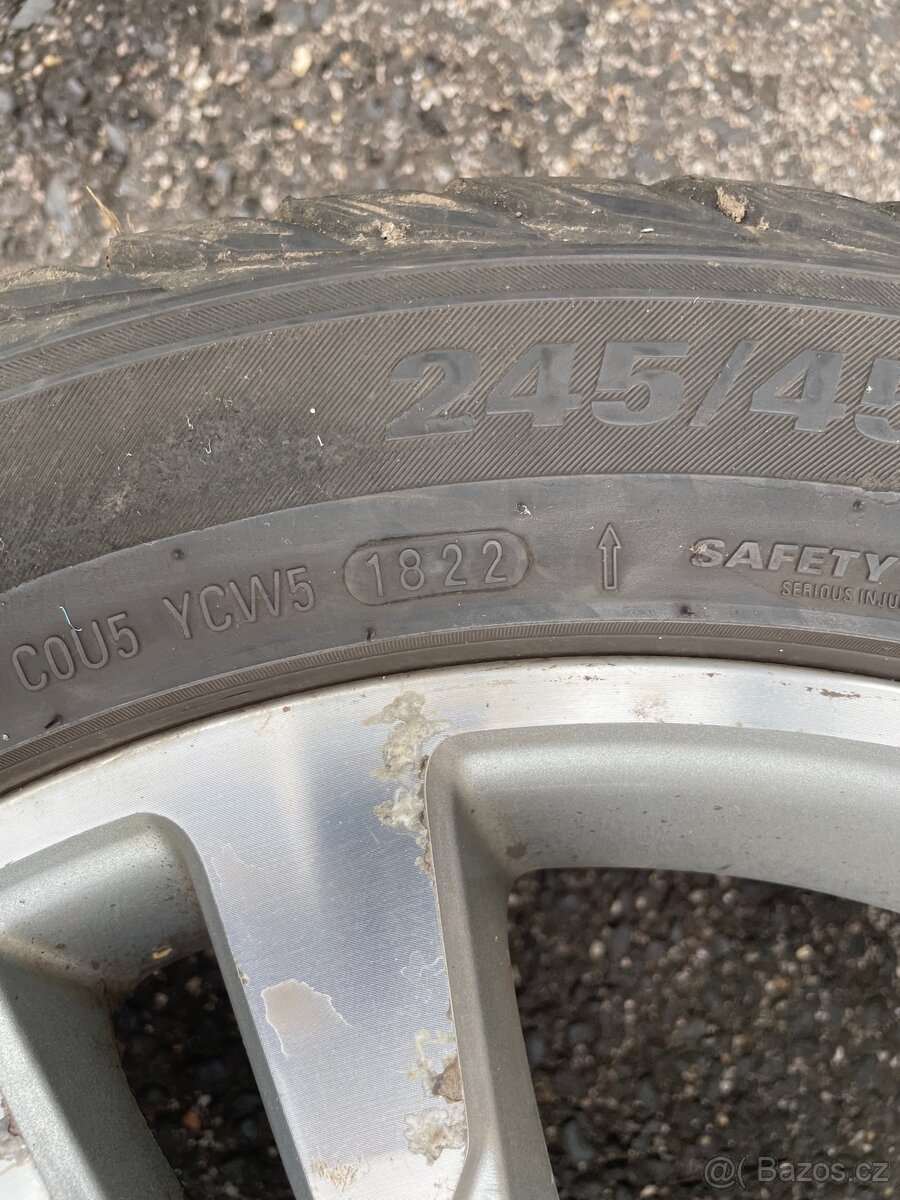 245/45
C0U5 YCW5 1822 SAFETY
SERIOUS INJU
@( Bazos.cz